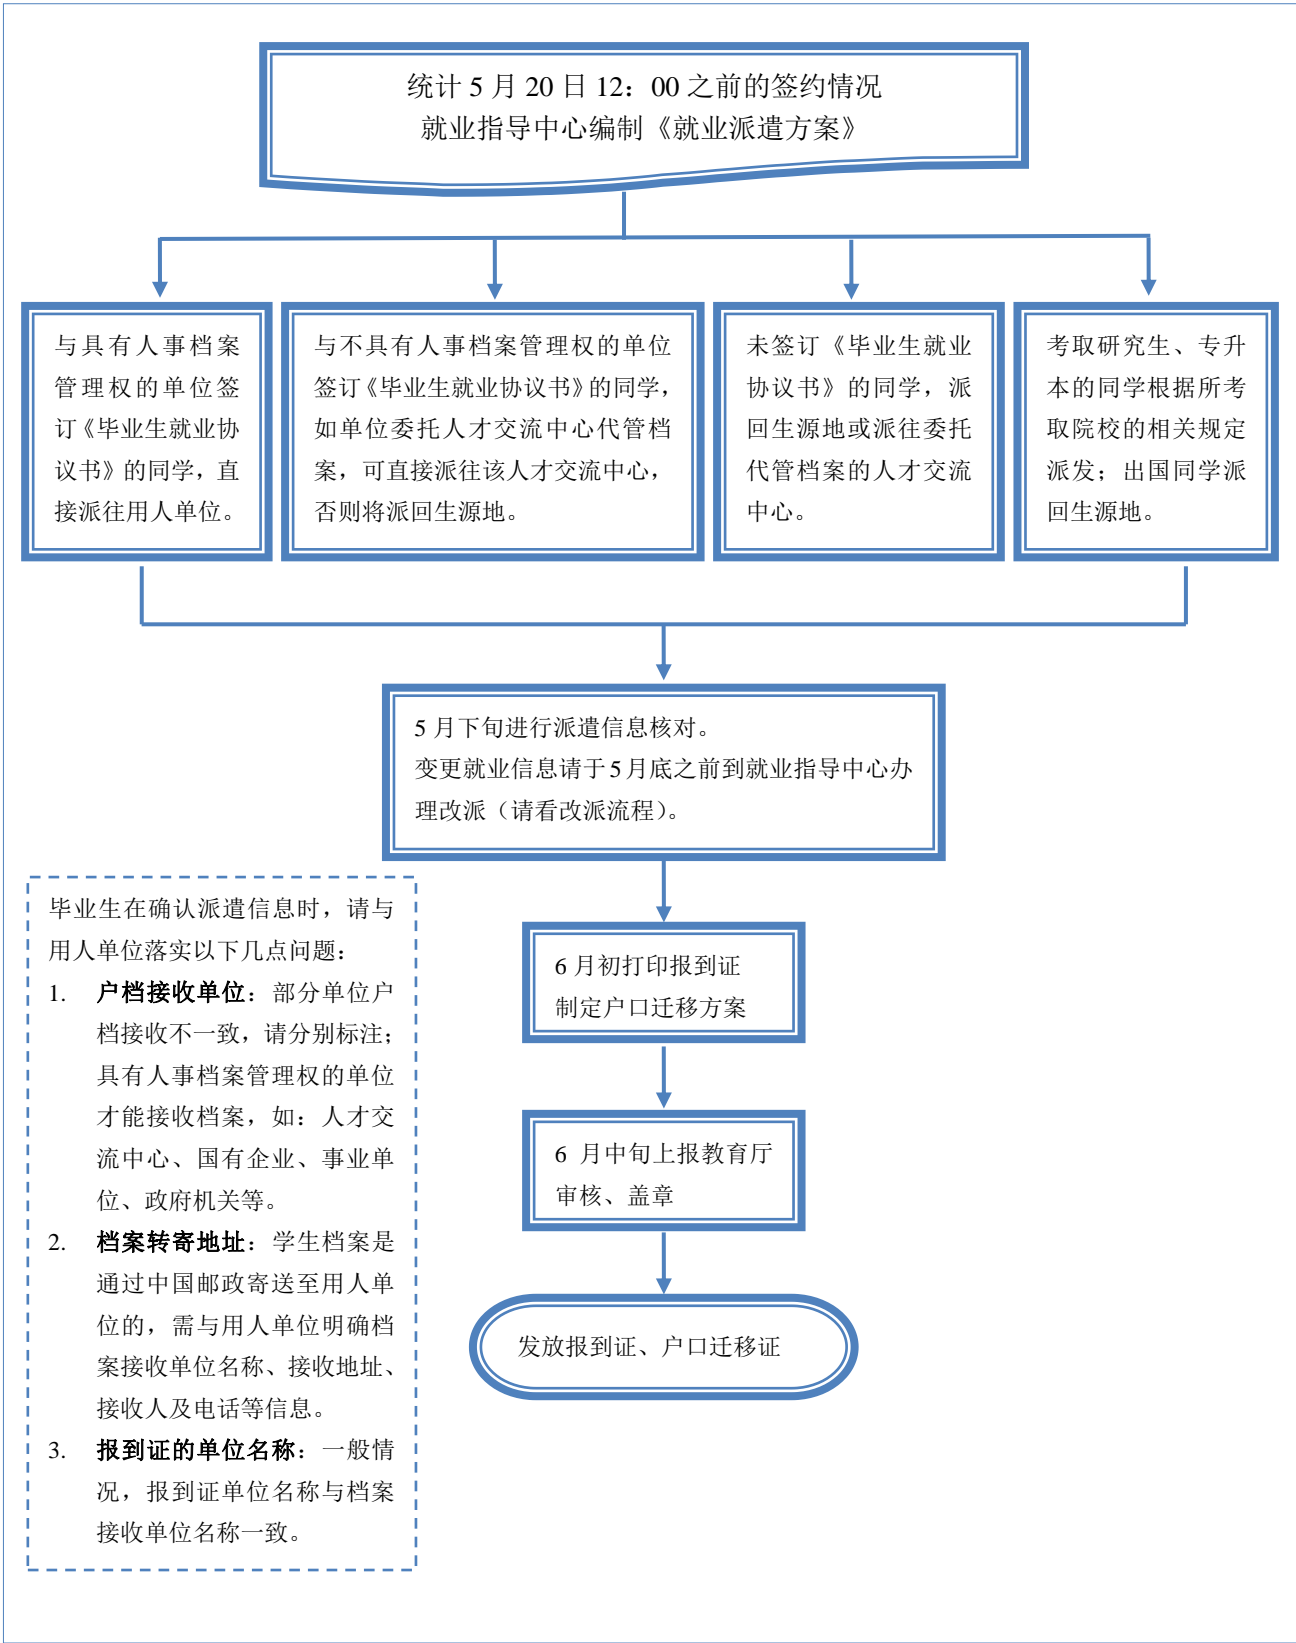 统计 5 月 20 日 12：00 之前的签约情况
就业指导中心编制《就业派遣方案》
与具有人事档案
管理权的单位签
订《毕业生就业协
议书》的同学，直
接派往用人单位。
与不具有人事档案管理权的单位
签订《毕业生就业协议书》的同学，
如单位委托人才交流中心代管档
案，可直接派往该人才交流中心，
否则将派回生源地。
未签订《毕业生就业
协议书》的同学，派
回生源地或派往委托
代管档案的人才交流
中心。
考取研究生、专升
本的同学根据所考
取院校的相关规定
派发；出国同学派
回生源地。
5 月下旬进行派遣信息核对。
变更就业信息请于 5 月底之前到就业指导中心办
理改派（请看改派流程）。
毕业生在确认派遣信息时，请与
用人单位落实以下几点问题：
1. 户档接收单位：部分单位户
档接收不一致，请分别标注；
具有人事档案管理权的单位
才能接收档案，如：人才交
流中心、国有企业、事业单
位、政府机关等。
2. 档案转寄地址：学生档案是
通过中国邮政寄送至用人单
位的，需与用人单位明确档
案接收单位名称、接收地址、
接收人及电话等信息。
3. 报到证的单位名称：一般情
况，报到证单位名称与档案
接收单位名称一致。
6 月初打印报到证
制定户口迁移方案
6 月中旬上报教育厅
审核、盖章
发放报到证、户口迁移证